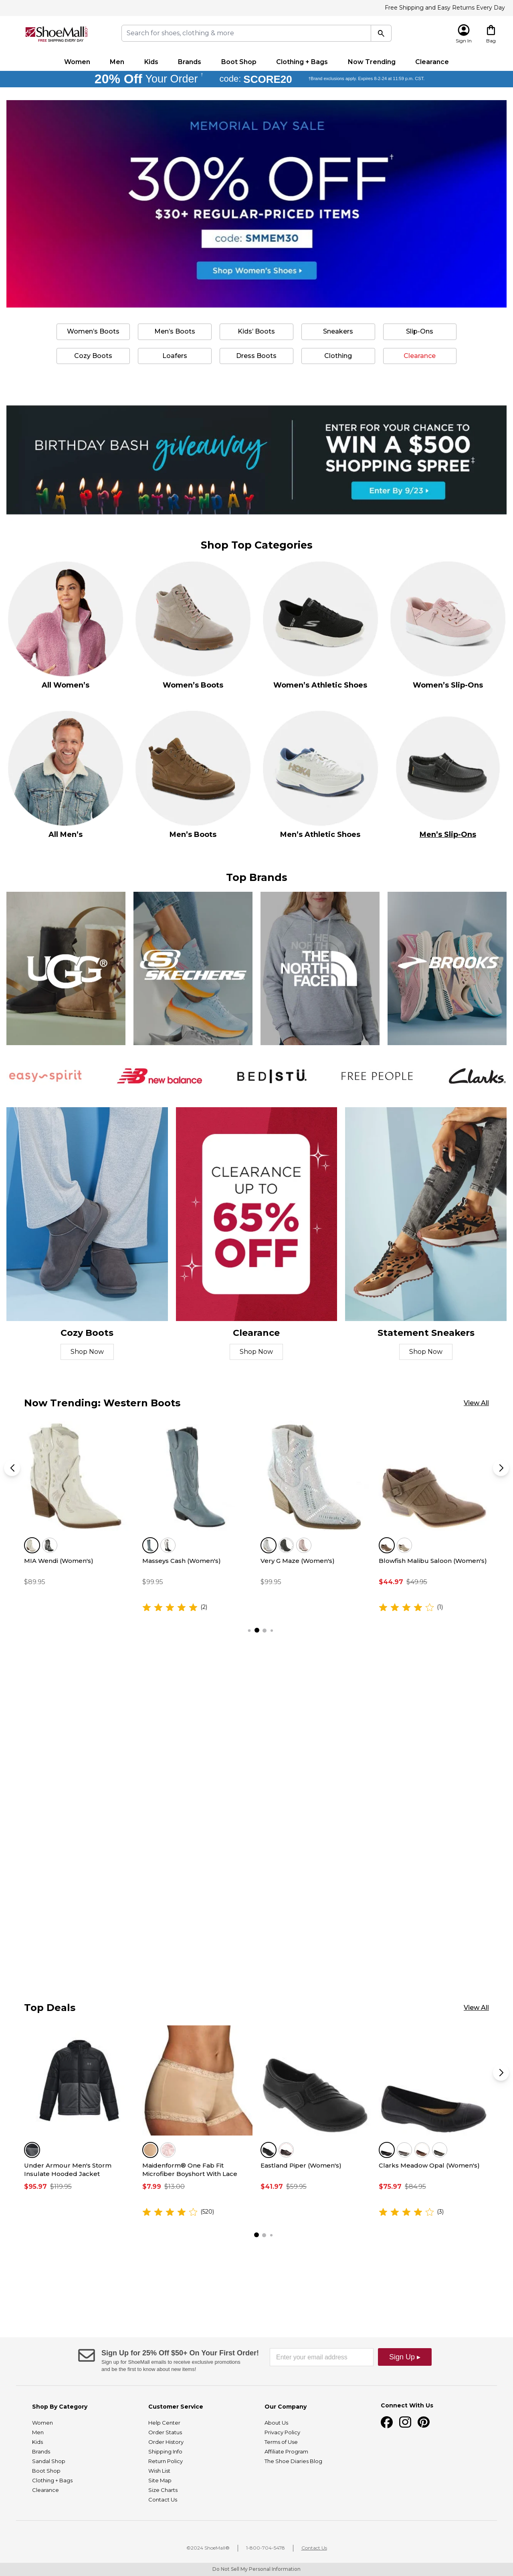 Free Shipping and Easy Returns Every Day
ShoeMall
FREE SHIPPING EVERY DAY
Search for shoes, clothing & more
Sign In
Bag
Women Men Kids Brands Boot Shop Clothing + Bags Now Trending Clearance
20% Off Your Order† code: SCORE20 †Brand exclusions apply. Expires 8-2-24 at 11:59 p.m. CST
MEMORIAL DAY SALE
30% OFF†
$30+ REGULAR-PRICED ITEMS
code: SMMEM30
Shop Women's Shoes ▸
Women's Boots Men's Boots Kids' Boots Sneakers Slip-Ons
Cozy Boots Loafers Dress Boots Clothing Clearance
BIRTHDAY BASH giveaway
BIRTHDAY
ENTER FOR YOUR CHANCE TO
WIN A $500
SHOPPING SPREE‡
Enter By 9/23 ▸
Shop Top Categories
All Women's Women's Boots Women's Athletic Shoes Women's Slip-Ons
SKECHERS
HOKA
All Men's Men's Boots Men's Athletic Shoes Men's Slip-Ons
Top Brands
UGG®
SKECHERS
THE NORTH FACE
BROOKS
easy spirit new balance BED|STÜ. FREE PEOPLE Clarks.
CLEARANCE
UP TO
65%
OFF
Cozy Boots Clearance Statement Sneakers
Shop Now Shop Now Shop Now
Now Trending: Western Boots
View All
MIA Wendi (Women's)
$89.95
Masseys Cash (Women's)
$99.95
(2)
Very G Maze (Women's)
$99.95
Blowfish Malibu Saloon (Women's)
$44.97 $49.95
(1)
Top Deals
View All
Under Armour Men's Storm
Insulate Hooded Jacket
$95.97 $119.95
Maidenform® One Fab Fit
Microfiber Boyshort With Lace
$7.99 $13.00
(520)
Eastland Piper (Women's)
$41.97 $59.95
Clarks Meadow Opal (Women's)
$75.97 $84.95
(3)
Sign Up for 25% Off $50+ On Your First Order!
Sign up for ShoeMall emails to receive exclusive promotions
and be the first to know about new items!
Enter your email address
Sign Up ▸
Shop By Category
Women
Men
Kids
Brands
Sandal Shop
Boot Shop
Clothing + Bags
Clearance
Customer Service
Help Center
Order Status
Order History
Shipping Info
Return Policy
Wish List
Site Map
Size Charts
Contact Us
Our Company
About Us
Privacy Policy
Terms of Use
Affiliate Program
The Shoe Diaries Blog
Connect With Us
©2024 ShoeMall® | 1-800-704-5478 | Contact Us
Do Not Sell My Personal Information